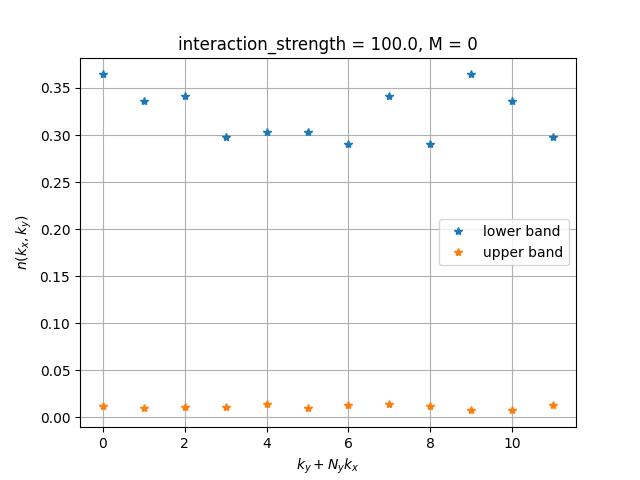 interaction_strength = 100.0, M = 0
0.35
0.30
0.25
0.20
0.15
0.10
0.05
0.00
n(kx, ky)
lower band
upper band
0 2 4 6 8 10
ky + Nykx